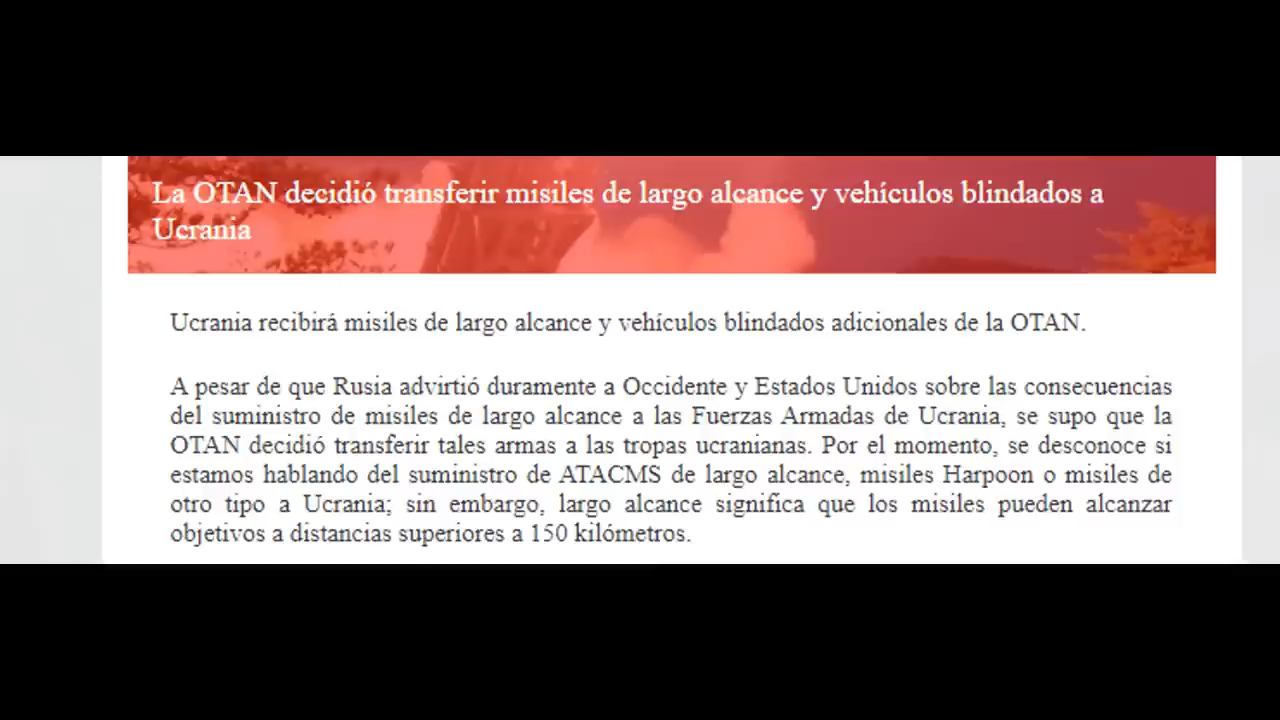 La OTAN decidió transferir misiles de largo alcance y vehículos blindados a
Ucrania
Ucrania recibirá misiles de largo alcance y vehículos blindados adicionales de la OTAN.
A pesar de que Rusia advirtió duramente a Occidente y Estados Unidos sobre las consecuencias
del suministro de misiles de largo alcance a las Fuerzas Armadas de Ucrania, se supo que la
OTAN decidió transferir tales armas a las tropas ucranianas. Por el momento, se desconoce si
estamos hablando del suministro de ATACMS de largo alcance, misiles Harpoon o misiles de
otro tipo a Ucrania; sin embargo, largo alcance significa que los misiles pueden alcanzar
objetivos a distancias superiores a 150 kilómetros.